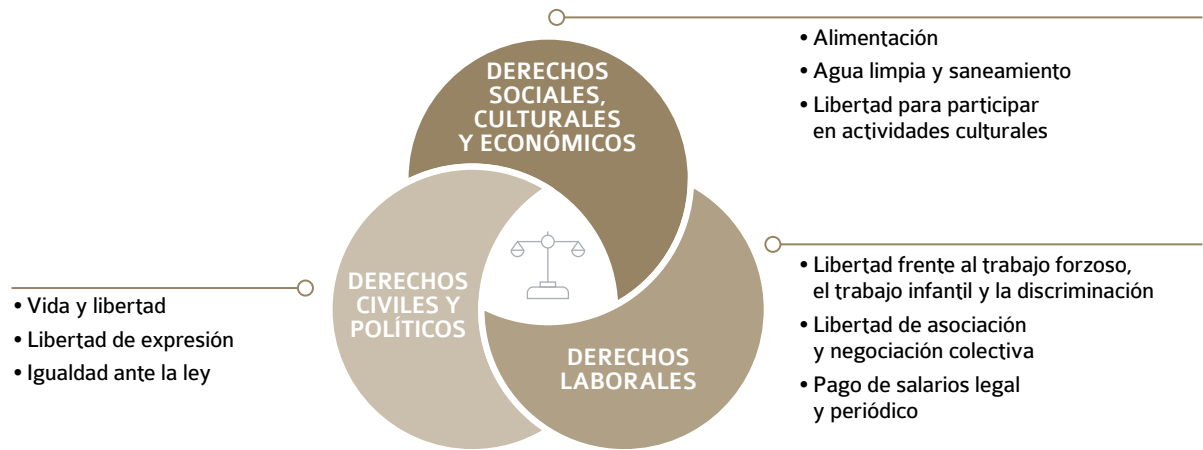 DERECHOS
SOCIALES,
CULTURALES
Y ECONÓMICOS
• Alimentación
• Agua limpia y saneamiento
• Libertad para participar
en actividades culturales
DERECHOS
CIVILES Y
POLÍTICOS
• Vida y libertad
• Libertad de expresión
• Igualdad ante la ley
DERECHOS
LABORALES
• Libertad frente al trabajo forzoso,
el trabajo infantil y la discriminación
• Libertad de asociación
y negociación colectiva
• Pago de salarios legal
y periódico